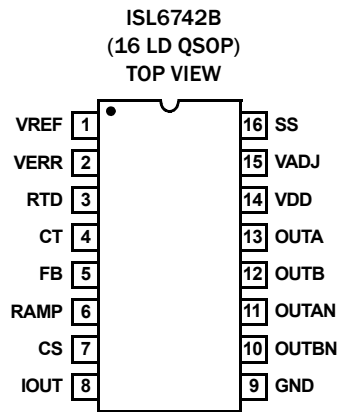 ISL6742B
(16 LD QSOP)
TOP VIEW
VREF 1 16 SS
VERR 2 15 VADJ
RTD 3 14 VDD
CT 4 13 OUTA
FB 5 12 OUTB
RAMP 6 11 OUTAN
CS 7 10 OUTBN
IOUT 8 9 GND